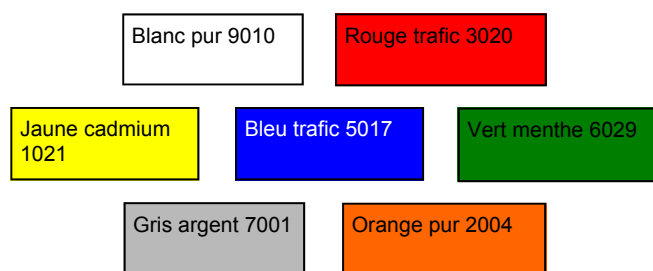 Blanc pur 9010
Rouge trafic 3020
Jaune cadmium
1021
Bleu trafic 5017
Vert menthe 6029
Gris argent 7001
Orange pur 2004